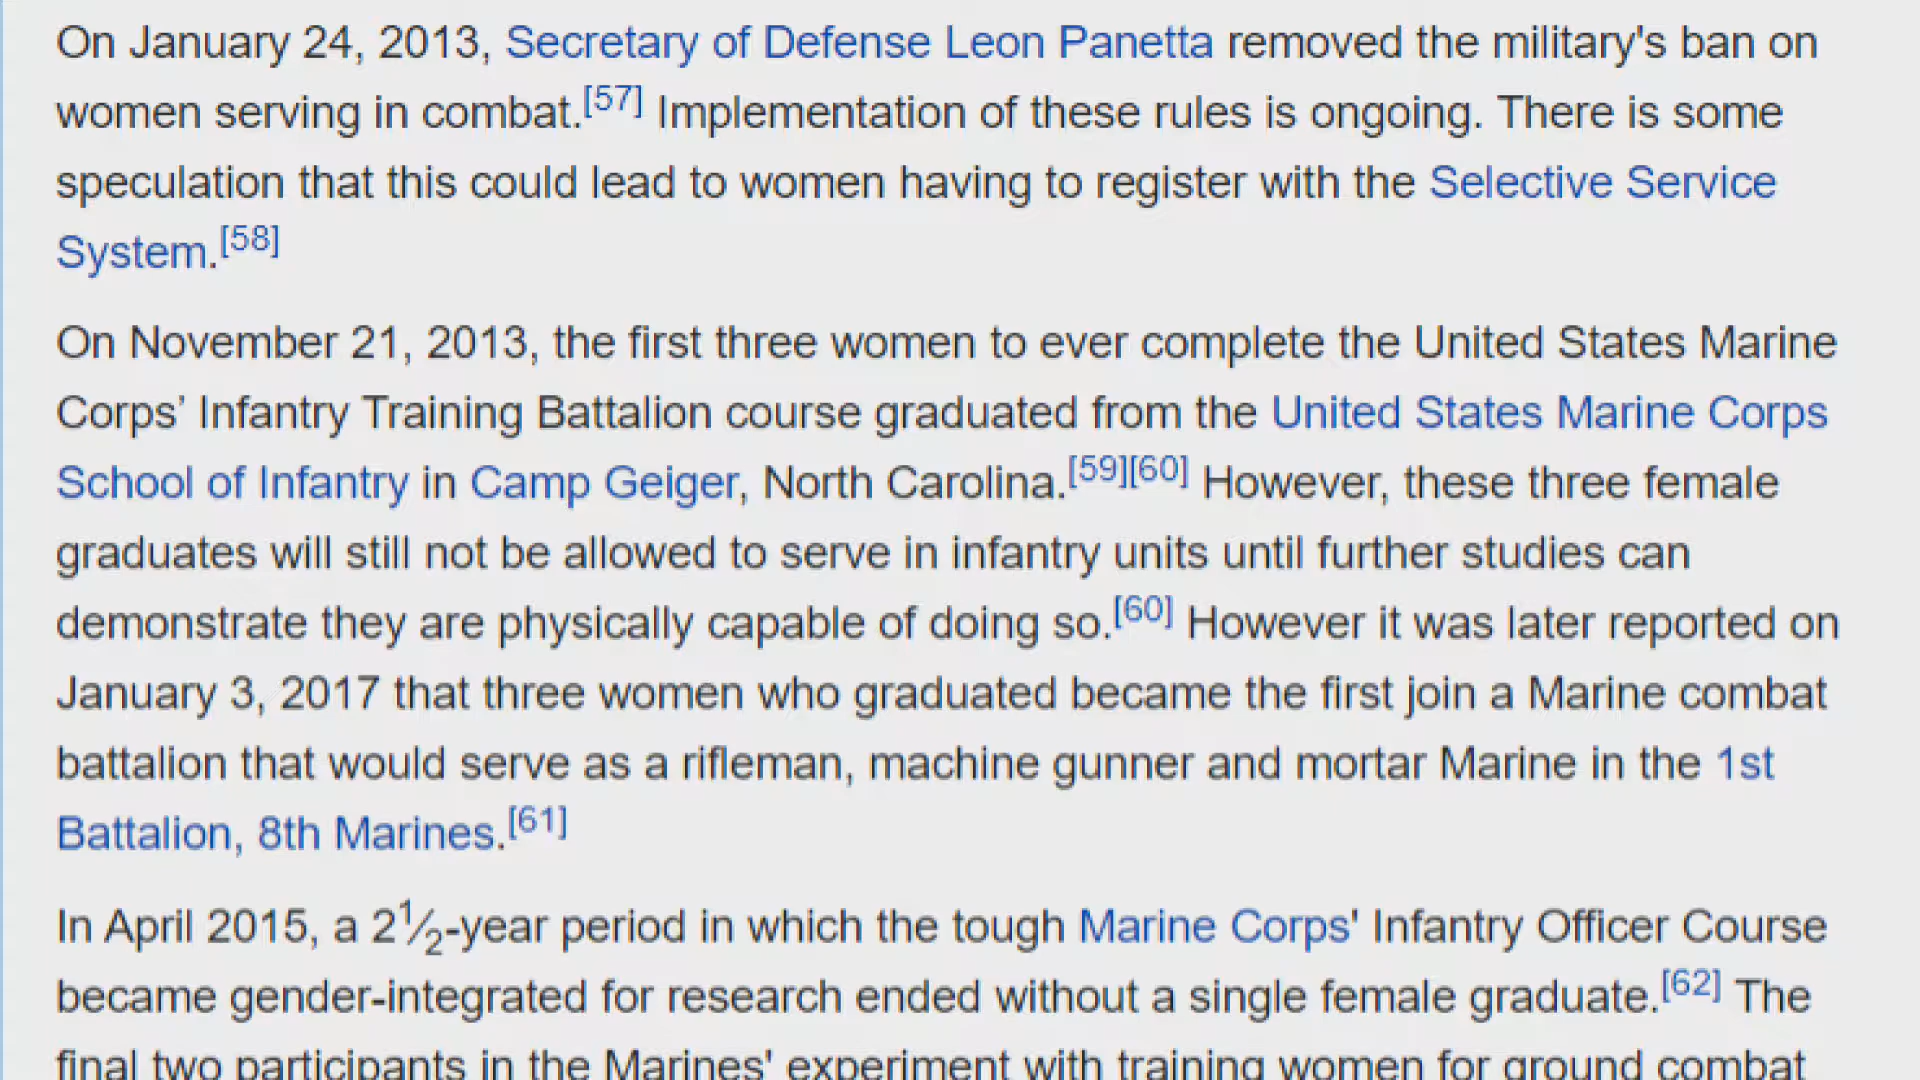 On January 24, 2013, Secretary of Defense Leon Panetta removed the military's ban on
women serving in combat.[57] Implementation of these rules is ongoing. There is some
speculation that this could lead to women having to register with the Selective Service
System.[58]
On November 21, 2013, the first three women to ever complete the United States Marine
Corps’ Infantry Training Battalion course graduated from the United States Marine Corps
School of Infantry in Camp Geiger, North Carolina.[59][60] However, these three female
graduates will still not be allowed to serve in infantry units until further studies can
demonstrate they are physically capable of doing so.[60] However it was later reported on
January 3, 2017 that three women who graduated became the first join a Marine combat
battalion that would serve as a rifleman, machine gunner and mortar Marine in the 1st
Battalion, 8th Marines.[61]
In April 2015, a 2 1⁄2-year period in which the tough Marine Corps' Infantry Officer Course
became gender-integrated for research ended without a single female graduate.[62] The
final two participants in the Marines' experiment with training women for ground combat